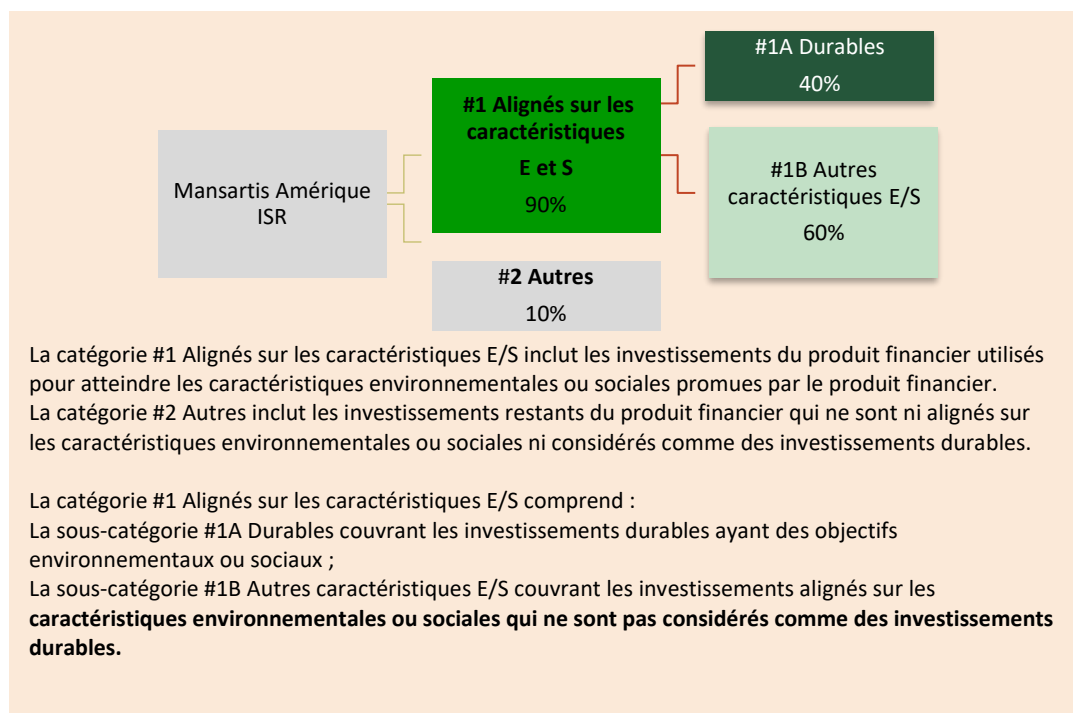 #1A Durables
40%
#1 Alignés sur les
caractéristiques
E et S
90%
Mansartis Amérique
ISR
#1B Autres
caractéristiques E/S
60%
#2 Autres
10%
La catégorie #1 Alignés sur les caractéristiques E/S inclut les investissements du produit financier utilisés
pour atteindre les caractéristiques environnementales ou sociales promues par le produit financier.
La catégorie #2 Autres inclut les investissements restants du produit financier qui ne sont ni alignés sur
les caractéristiques environnementales ou sociales ni considérés comme des investissements durables.
La catégorie #1 Alignés sur les caractéristiques E/S comprend :
La sous-catégorie #1A Durables couvrant les investissements durables ayant des objectifs
environnementaux ou sociaux ;
La sous-catégorie #1B Autres caractéristiques E/S couvrant les investissements alignés sur les
caractéristiques environnementales ou sociales qui ne sont pas considérés comme des investissements
durables.